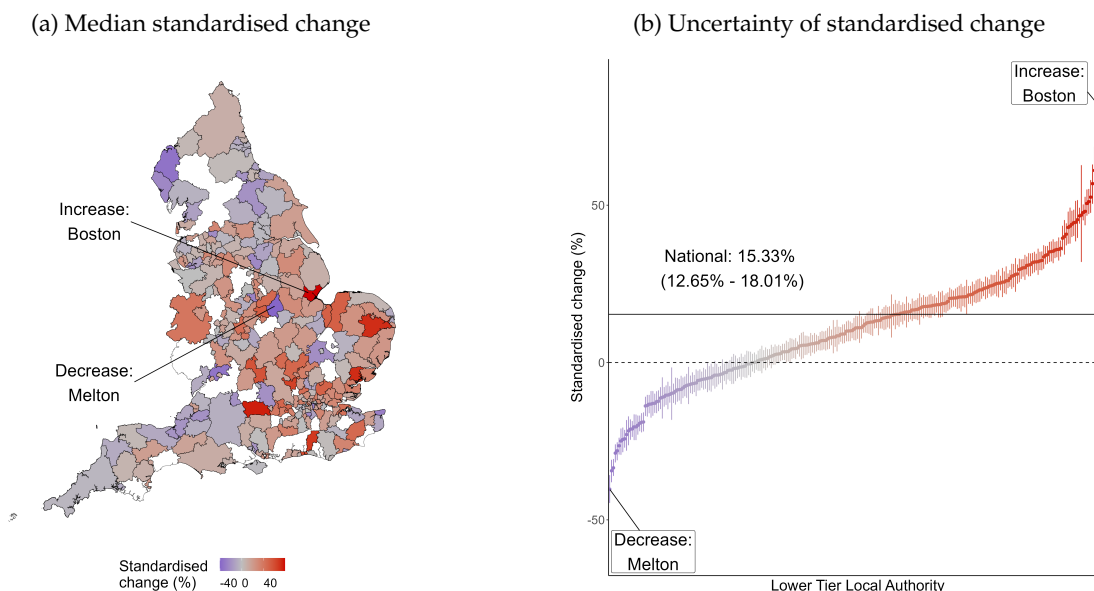 (a) Median standardised change
Increase:
Boston
Decrease:
Melton
Standardised
change (%)
-40 0 40
(b) Uncertainty of standardised change
Increase:
Boston
50
National: 15.33%
(12.65% - 18.01%)
Standardised change (%)
0
-50
Decrease:
Melton
Lower Tier Local Authority